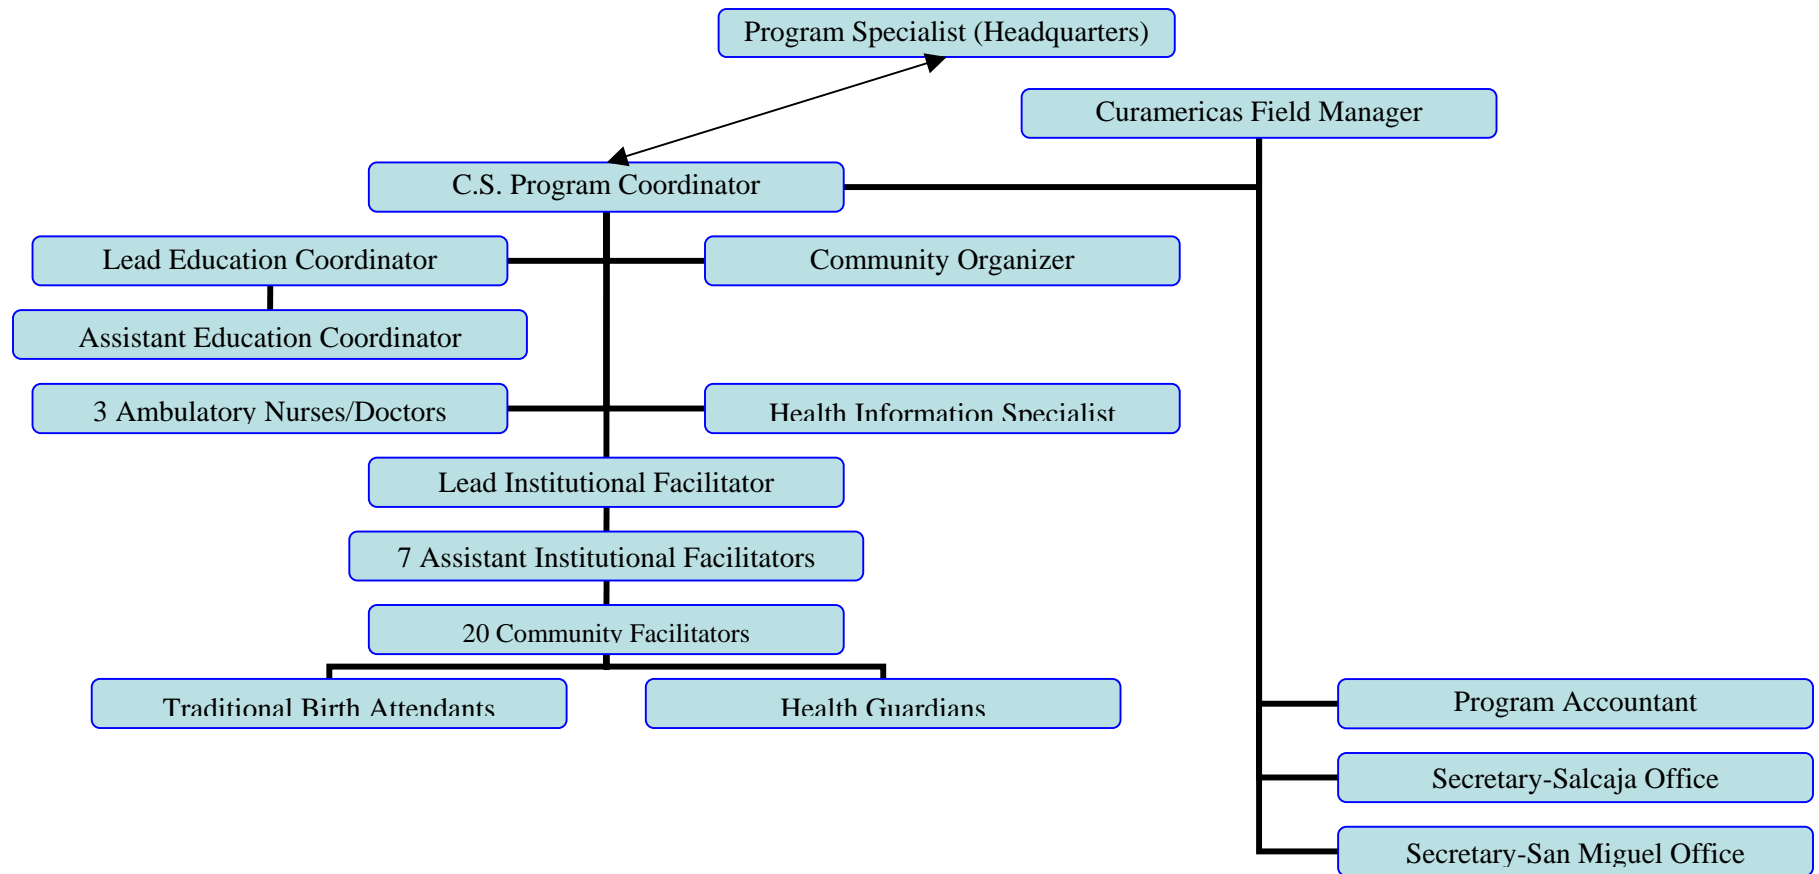 Program Specialist (Headquarters)
Curamericas Field Manager
C.S. Program Coordinator
Lead Education Coordinator
Community Organizer
Assistant Education Coordinator
3 Ambulatory Nurses/Doctors
Health Information Specialist
Lead Institutional Facilitator
7 Assistant Institutional Facilitators
20 Community Facilitators
Traditional Birth Attendants
Health Guardians
Program Accountant
Secretary-Salcaja Office
Secretary-San Miguel Office